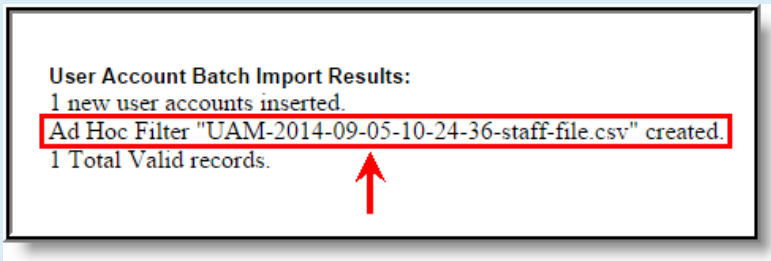 User Account Batch Import Results:
1 new user accounts inserted.
Ad Hoc Filter "UAM-2014-09-05-10-24-36-staff-file.csv" created.
1 Total Valid records.